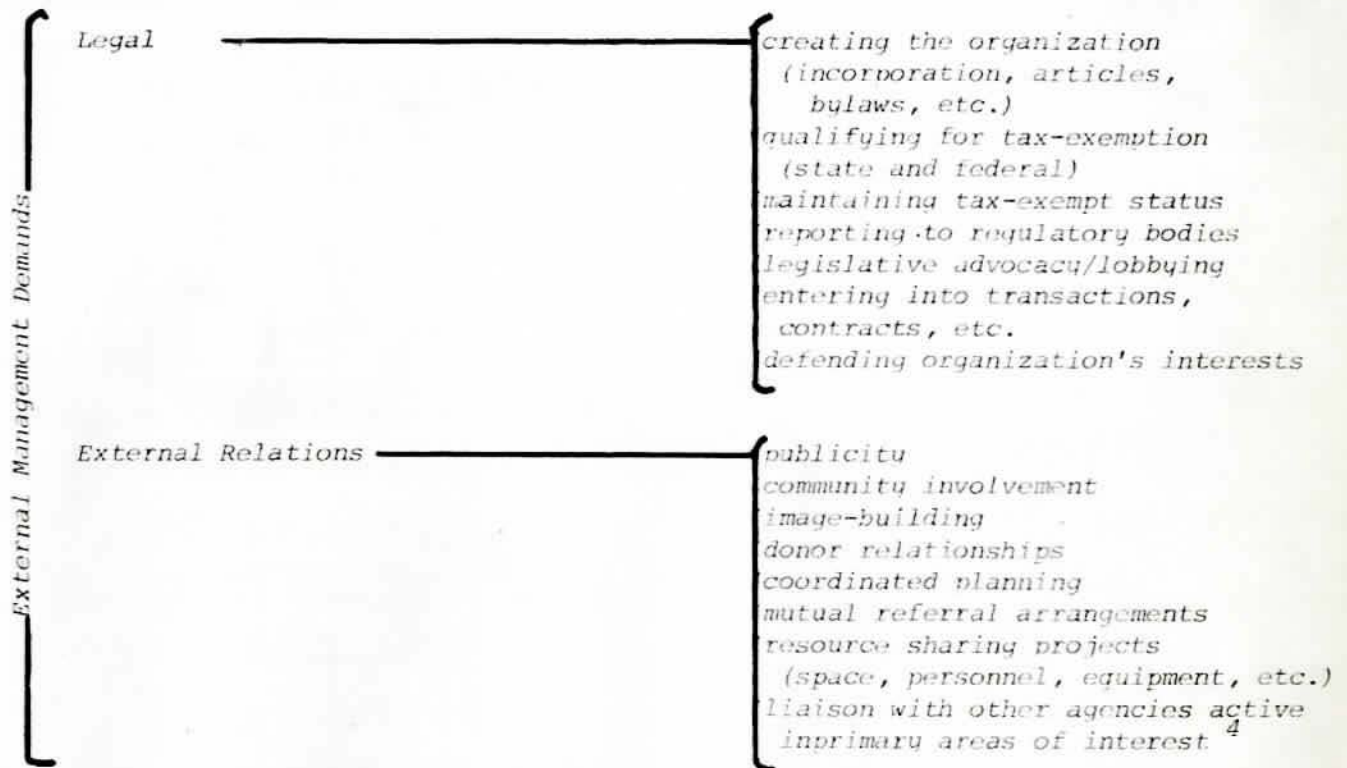 External Management Demands
Legal
creating the organization
(incorporation, articles,
bylaws, etc.)
qualifying for tax-exemption
(state and federal)
maintaining tax-exempt status
reporting to regulatory bodies
legislative advocacy/lobbying
entering into transactions,
contracts, etc.
defending organization's interests
External Relations
publicity
community involvement
image-building
donor relationships
coordinated planning
mutual referral arrangements
resource sharing projects
(space, personnel, equipment, etc.)
liaison with other agencies active
inprimary areas of interest
4